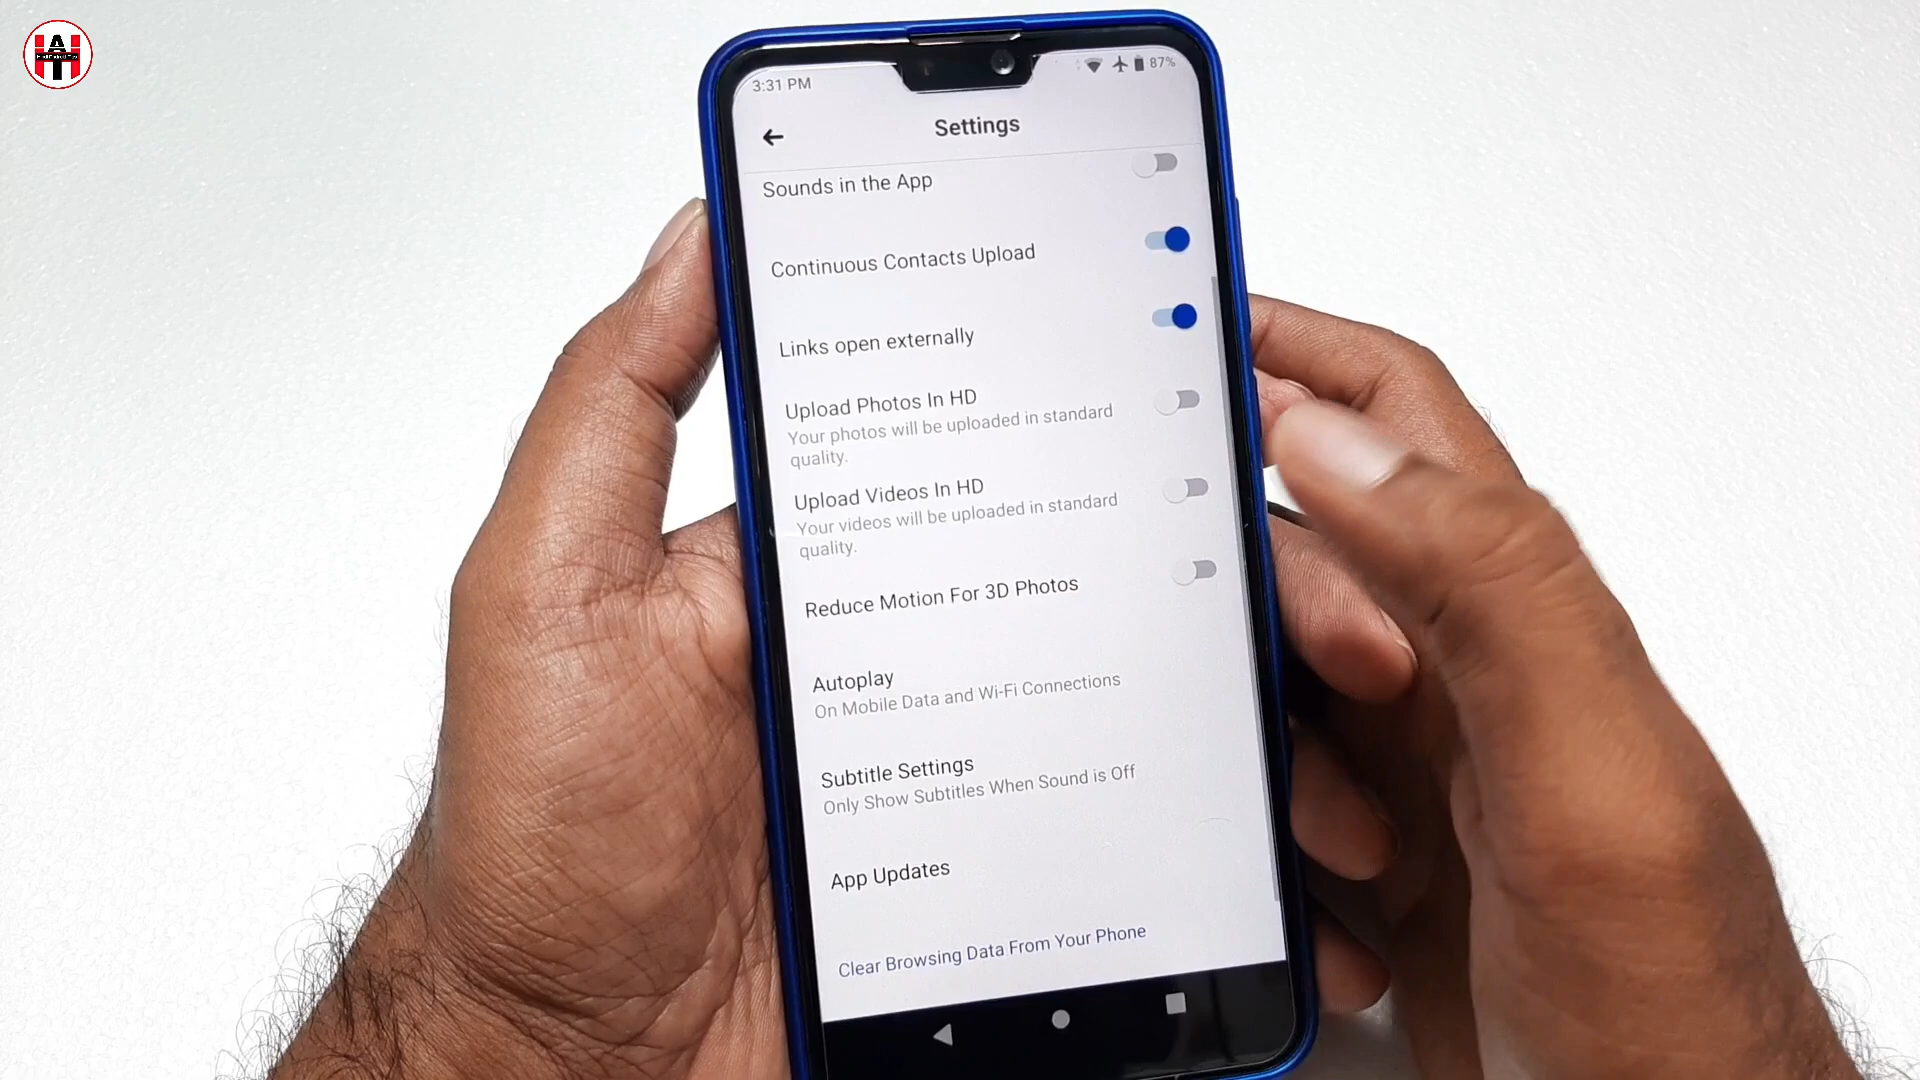 3:31 PM
87%
Settings
Sounds in the App
Continuous Contacts Upload
Links open externally
Upload Photos In HD
Your photos will be uploaded in standard
quality.
Upload Videos In HD
Your videos will be uploaded in standard
quality.
Reduce Motion For 3D Photos
Autoplay
On Mobile Data and Wi-Fi Connections
Subtitle Settings
Only Show Subtitles When Sound is Off
App Updates
Clear Browsing Data From Your Phone